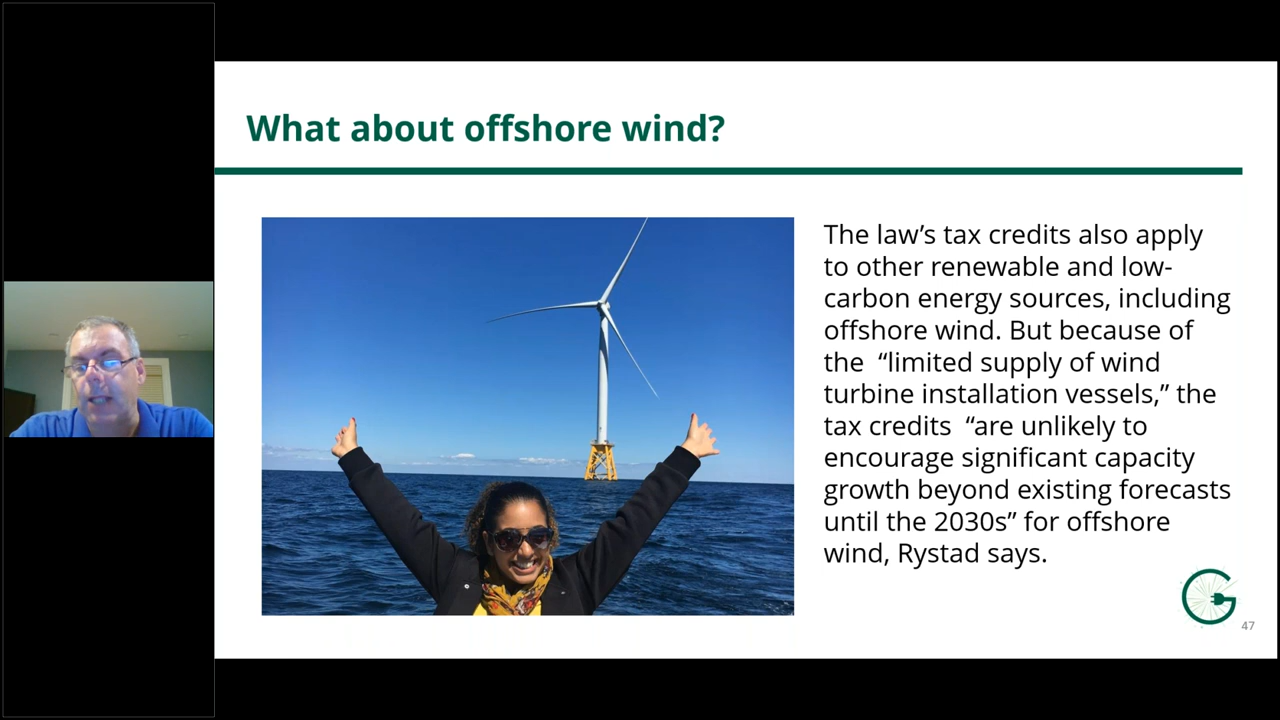 What about offshore wind?
The law’s tax credits also apply
to other renewable and low-
carbon energy sources, including
offshore wind. But because of
the  “limited supply of wind
turbine installation vessels,” the
tax credits  “are unlikely to
encourage significant capacity
growth beyond existing forecasts
until the 2030s” for offshore
wind, Rystad says.
G
47